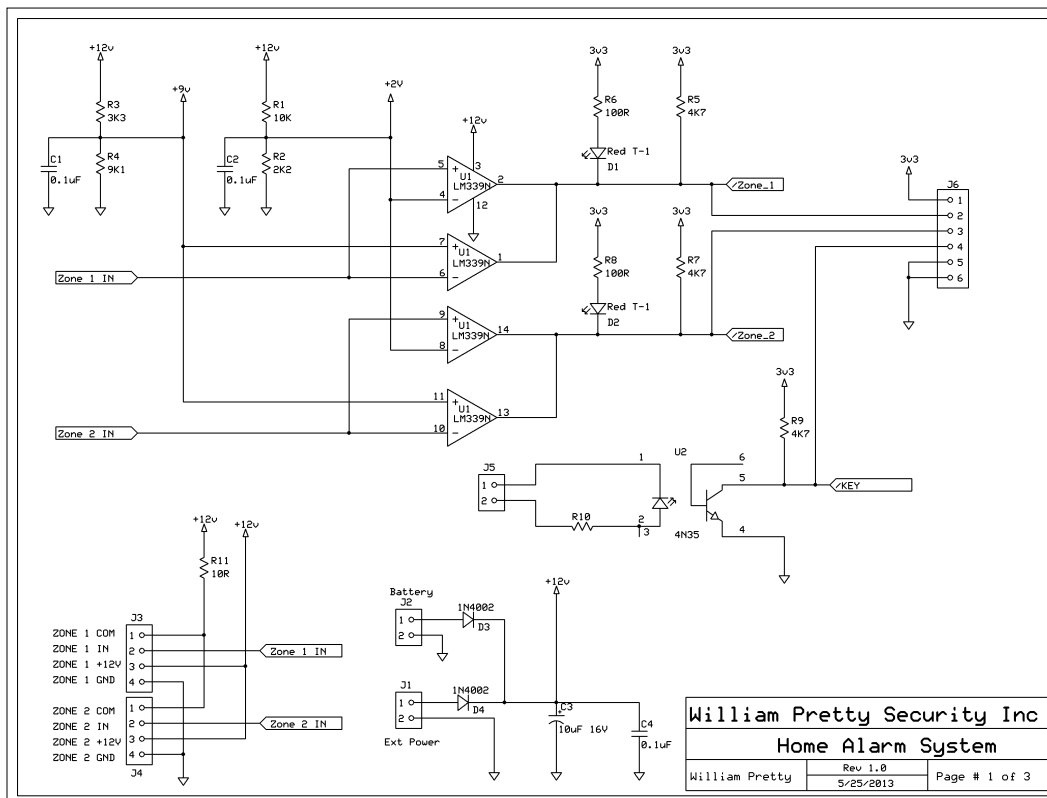 +12v
+12v
3v3
3v3
+9v
+2V
R3
3K3
R1
10K
R6
100R
R5
4K7
+12v
C1
0.1uF
R4
9K1
C2
0.1uF
R2
2K2
Red T-1
D1
5
+
U1
LM339N
4
-
3
2
12
/Zone_1
3v3
J6
1
2
3
4
5
6
7
+
U1
LM339N
6
-
1
Zone 1 IN
3v3
3v3
R8
100R
R7
4K7
Red T-1
D2
9
+
U1
LM339N
8
-
14
/Zone_2
11
+
U1
LM339N
10
-
13
Zone 2 IN
3v3
R9
4K7
J5
1
2
R10
1
2
3
U2
4N35
6
5
4
/KEY
+12v
+12v
R11
10R
J3
ZONE 1 COM
1
ZONE 1 IN
2
Zone 1 IN
ZONE 1 +12V
3
ZONE 1 GND
4
ZONE 2 COM
1
ZONE 2 IN
2
Zone 2 IN
ZONE 2 +12V
3
ZONE 2 GND
4
J4
Battery
J2
1
2
1N4002
D3
+12v
J1
1
2
1N4002
D4
Ext Power
+
C3
10uF 16V
C4
0.1uF
William Pretty Security Inc
Home Alarm System
William Pretty
Rev 1.0
5/25/2013
Page # 1 of 3